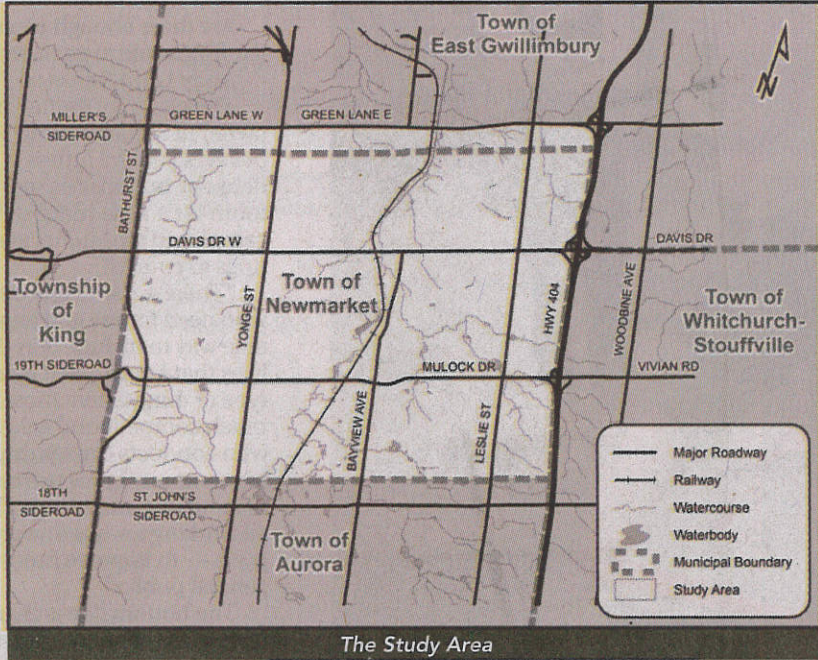 Town of
East Gwillimbury
N
MILLER'S
SIDEROAD
GREEN LANE W
GREEN LANE E
BATHURST ST
DAVIS DR W
DAVIS DR
Township
of
King
YONGE ST
Town of
Newmarket
HWY 404
WOODBINE AVE
Town of
Whitchurch-
Stouffville
19TH SIDEROAD
MULOCK DR
VIVIAN RD
BAYVIEW AVE
LESLIE ST
18TH
SIDEROAD
ST JOHN'S
SIDEROAD
Town of
Aurora
Major Roadway
Railway
Watercourse
Waterbody
Municipal Boundary
Study Area
The Study Area